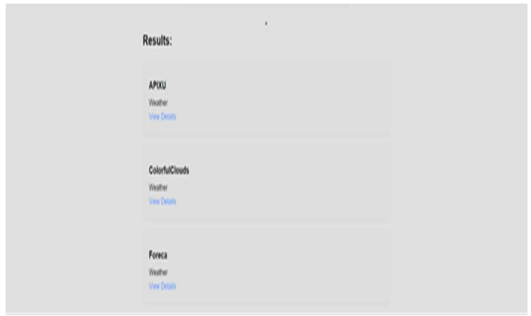 Results:
APIXU
Weather
View Details
ColorfulClouds
Weather
View Details
Foreca
Weather
View Details